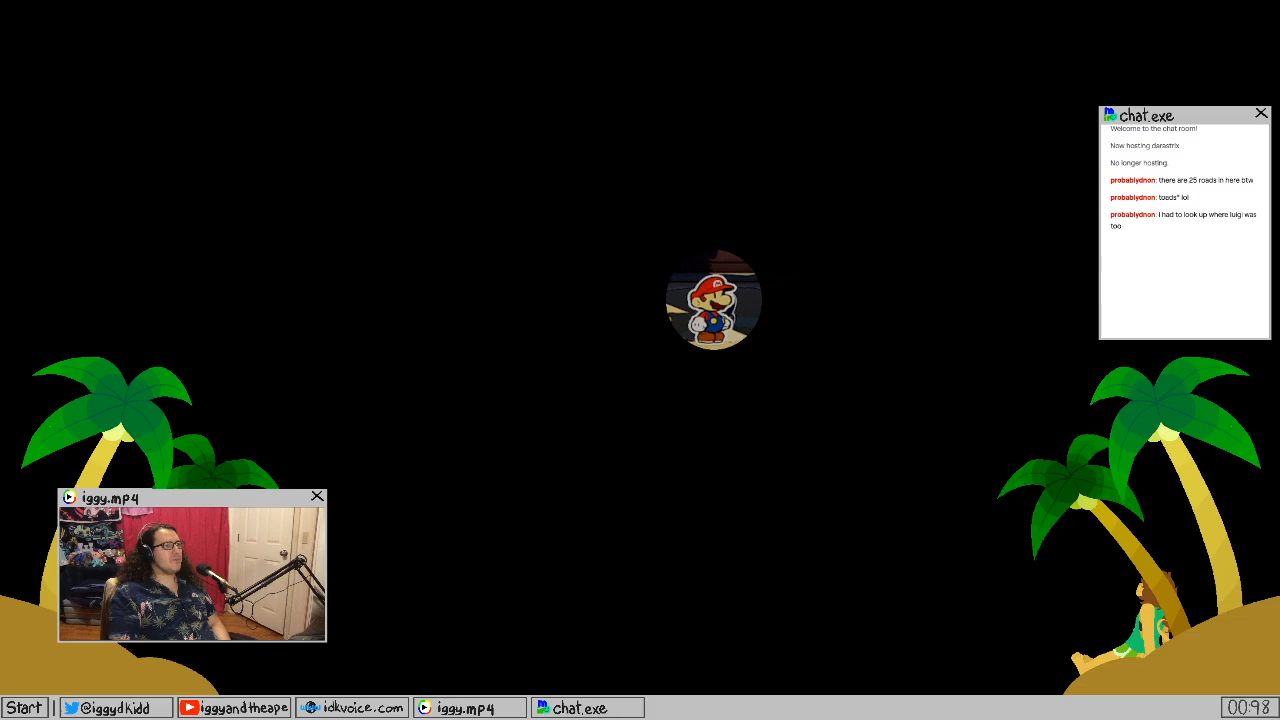 chat.exe
Welcome to the chat room!
Now hosting darastrix
No longer hosting.
probablydnon: there are 25 roads in here btw
probablydnon: toads* lol
probablydnon: i had to look up where luigi was
too
iggy.mp4
Start | @iggydkidd iggyandtheape idkvoice.com iggy.mp4 chat.exe 00:98